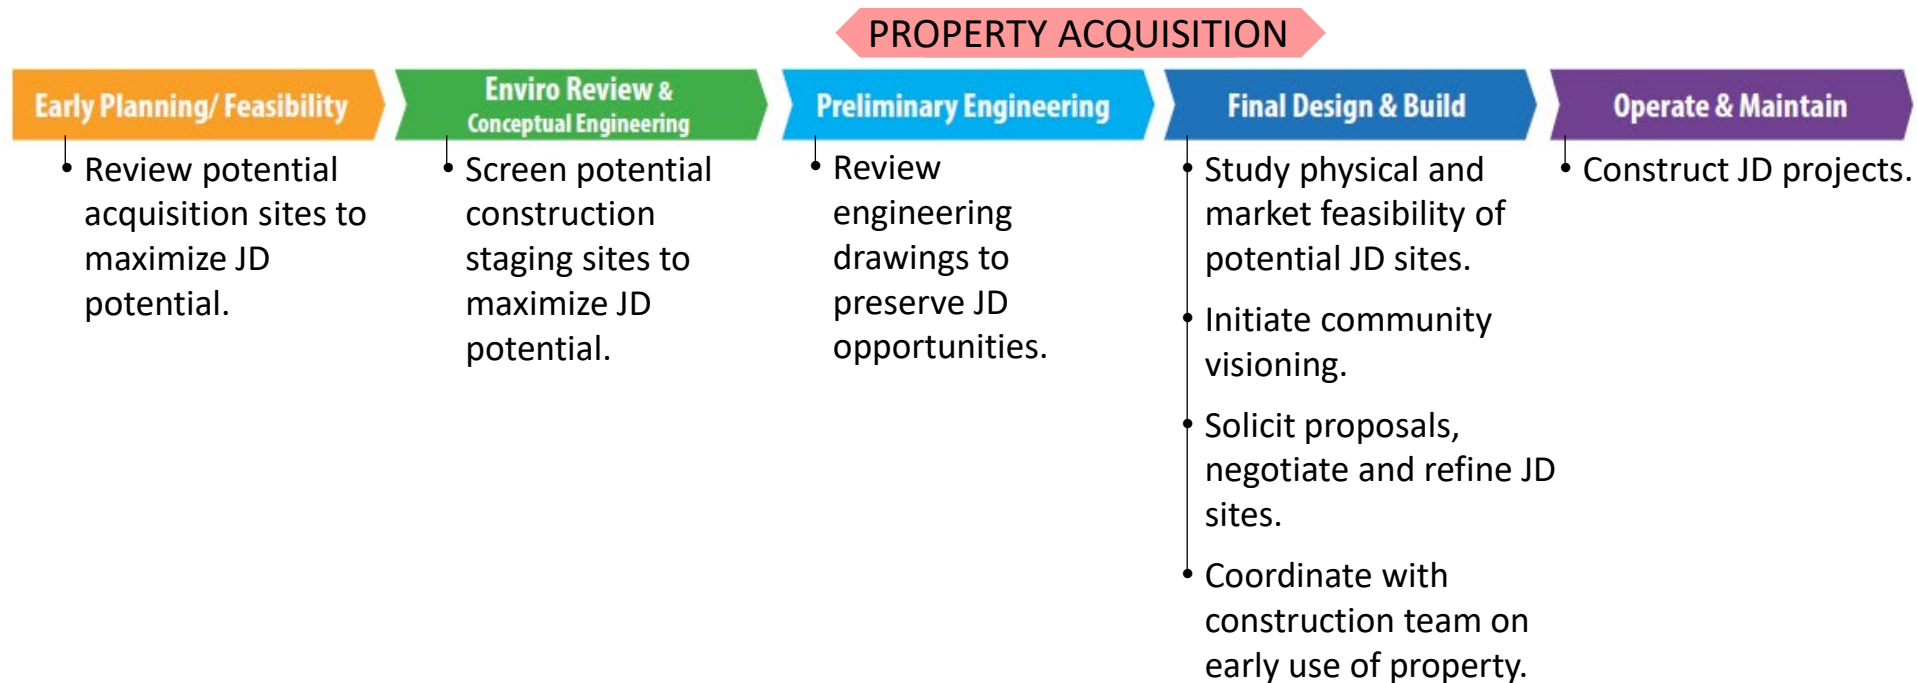 PROPERTY ACQUISITION
Early Planning/ Feasibility
• Review potential
acquisition sites to
maximize JD
potential.
Enviro Review &
Conceptual Engineering
• Screen potential
construction
staging sites to
maximize JD
potential.
Preliminary Engineering
• Review
engineering
drawings to
preserve JD
opportunities.
Final Design & Build
• Study physical and
market feasibility of
potential JD sites.
• Initiate community
visioning.
• Solicit proposals,
negotiate and refine JD
sites.
• Coordinate with
construction team on
early use of property.
Operate & Maintain
• Construct JD projects.